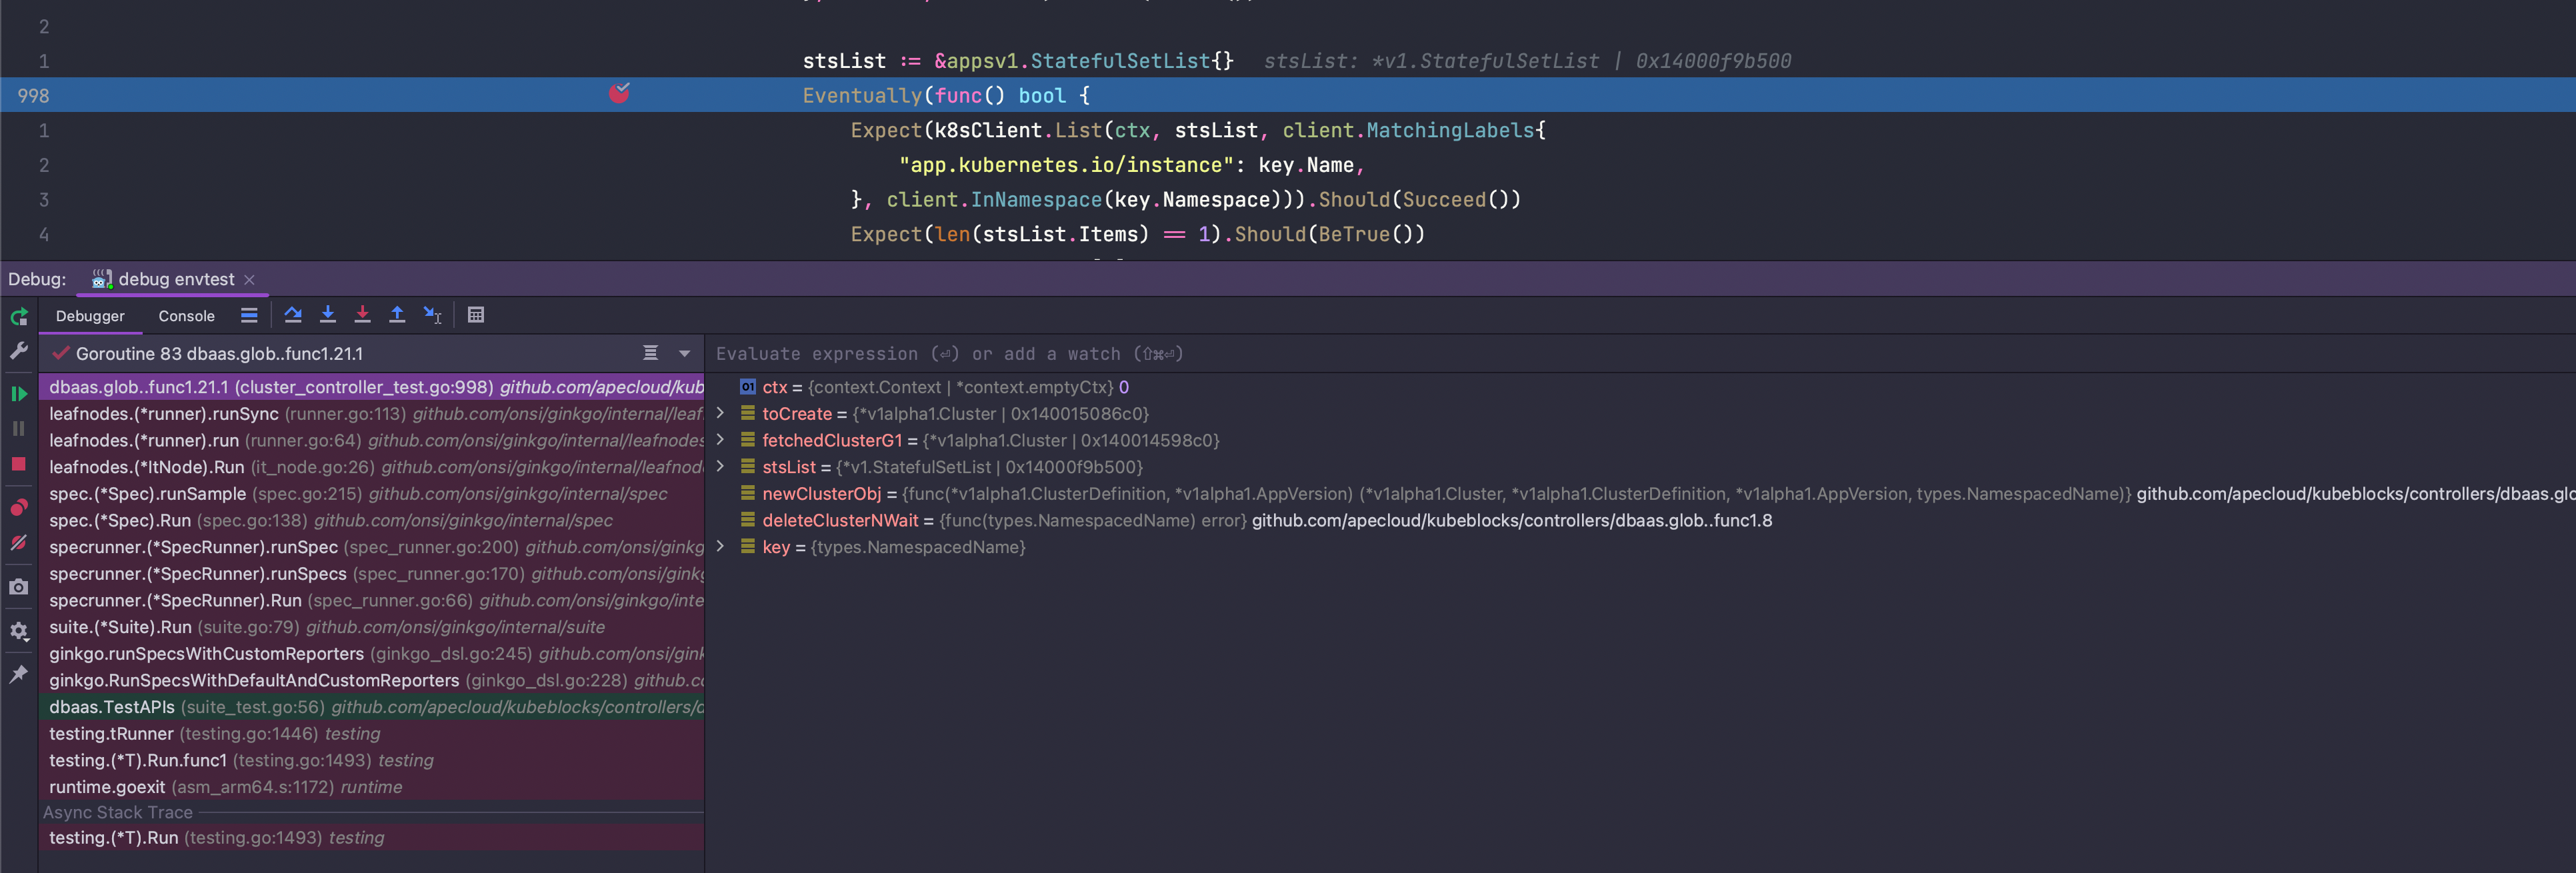 2
1 stsList := &appsv1.StatefulSetList{} stsList: *v1.StatefulSetList | 0x14000f9b500
998 Eventually(func() bool {
1 Expect(k8sClient.List(ctx, stsList, client.MatchingLabels{
2 "app.kubernetes.io/instance": key.Name,
3 }, client.InNamespace(key.Namespace))).Should(Succeed())
4 Expect(len(stsList.Items) == 1).Should(BeTrue())
Debug: debug envtest
Debugger Console
Goroutine 83 dbaas.glob..func1.21.1
Evaluate expression (⏎) or add a watch (⇧⌘⏎)
dbaas.glob..func1.21.1 (cluster_controller_test.go:998) github.com/apecloud/kub
leafnodes.(*runner).runSync (runner.go:113) github.com/onsi/ginkgo/internal/leaf
leafnodes.(*runner).run (runner.go:64) github.com/onsi/ginkgo/internal/leafnodes
leafnodes.(*ItNode).Run (it_node.go:26) github.com/onsi/ginkgo/internal/leafnod
spec.(*Spec).runSample (spec.go:215) github.com/onsi/ginkgo/internal/spec
spec.(*Spec).Run (spec.go:138) github.com/onsi/ginkgo/internal/spec
specrunner.(*SpecRunner).runSpec (spec_runner.go:200) github.com/onsi/ginkg
specrunner.(*SpecRunner).runSpecs (spec_runner.go:170) github.com/onsi/gink
specrunner.(*SpecRunner).Run (spec_runner.go:66) github.com/onsi/ginkgo/inte
suite.(*Suite).Run (suite.go:79) github.com/onsi/ginkgo/internal/suite
ginkgo.runSpecsWithCustomReporters (ginkgo_dsl.go:245) github.com/onsi/gink
ginkgo.RunSpecsWithDefaultAndCustomReporters (ginkgo_dsl.go:228) github.c
dbaas.TestAPIs (suite_test.go:56) github.com/apecloud/kubeblocks/controllers/d
testing.tRunner (testing.go:1446) testing
testing.(*T).Run.func1 (testing.go:1493) testing
runtime.goexit (asm_arm64.s:1172) runtime
Async Stack Trace
testing.(*T).Run (testing.go:1493) testing
01 ctx = {context.Context | *context.emptyCtx} 0
toCreate = {*v1alpha1.Cluster | 0x140015086c0}
fetchedClusterG1 = {*v1alpha1.Cluster | 0x140014598c0}
stsList = {*v1.StatefulSetList | 0x14000f9b500}
newClusterObj = {func(*v1alpha1.ClusterDefinition, *v1alpha1.AppVersion) (*v1alpha1.Cluster, *v1alpha1.ClusterDefinition, *v1alpha1.AppVersion, types.NamespacedName)} github.com/apecloud/kubeblocks/controllers/dbaas.glo
deleteClusterNWait = {func(types.NamespacedName) error} github.com/apecloud/kubeblocks/controllers/dbaas.glob..func1.8
key = {types.NamespacedName}